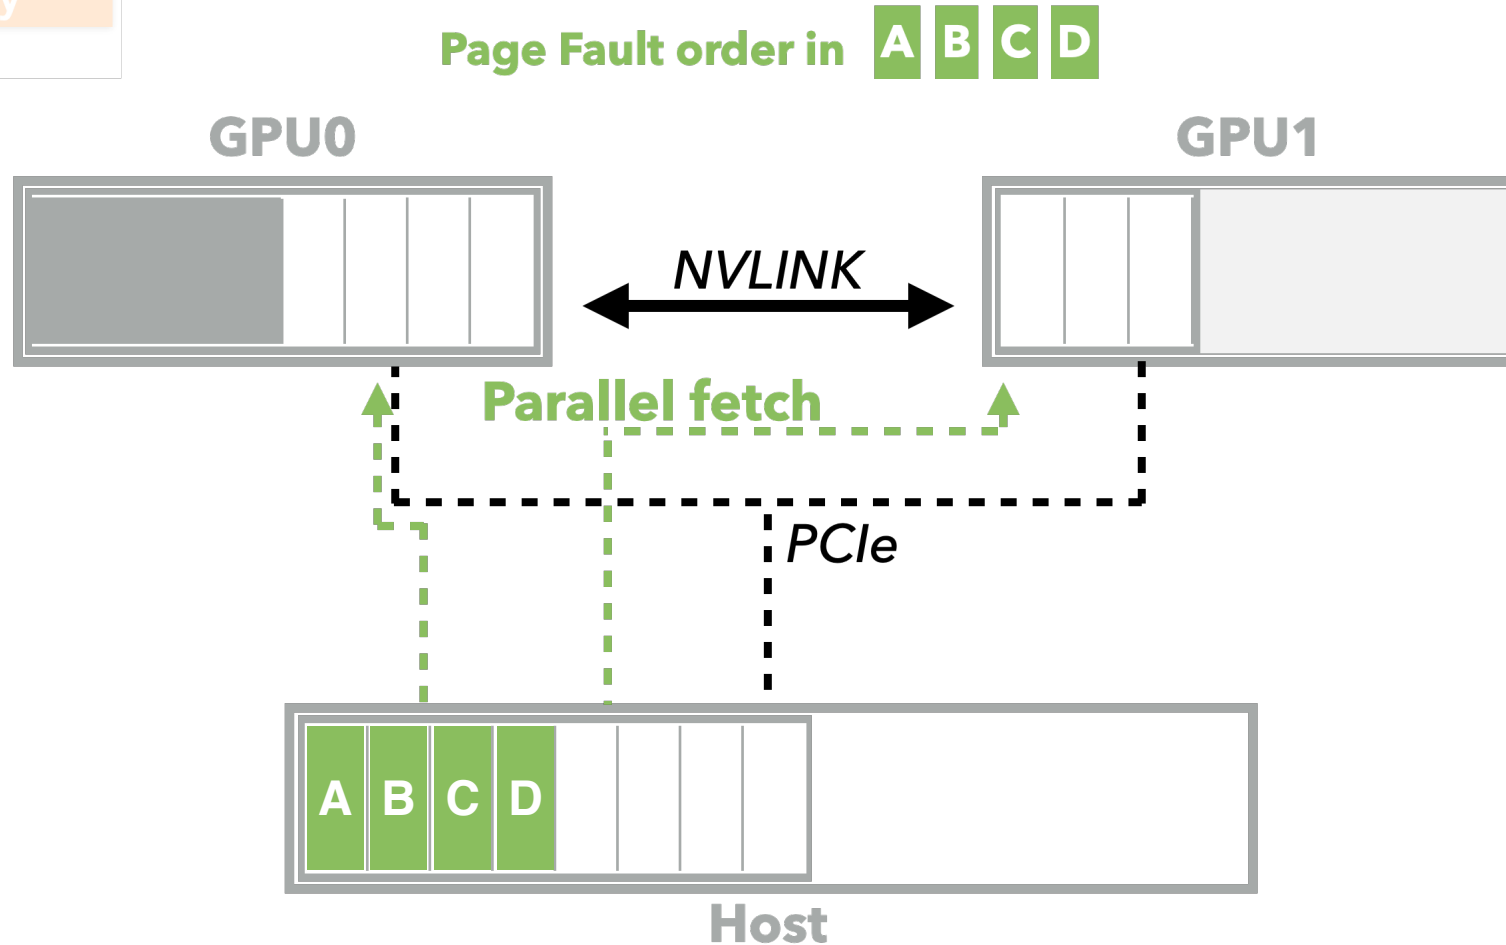 y
Page Fault order in A B C D
GPU0
GPU1
NVLINK
Parallel fetch
PCIe
A B C D
Host